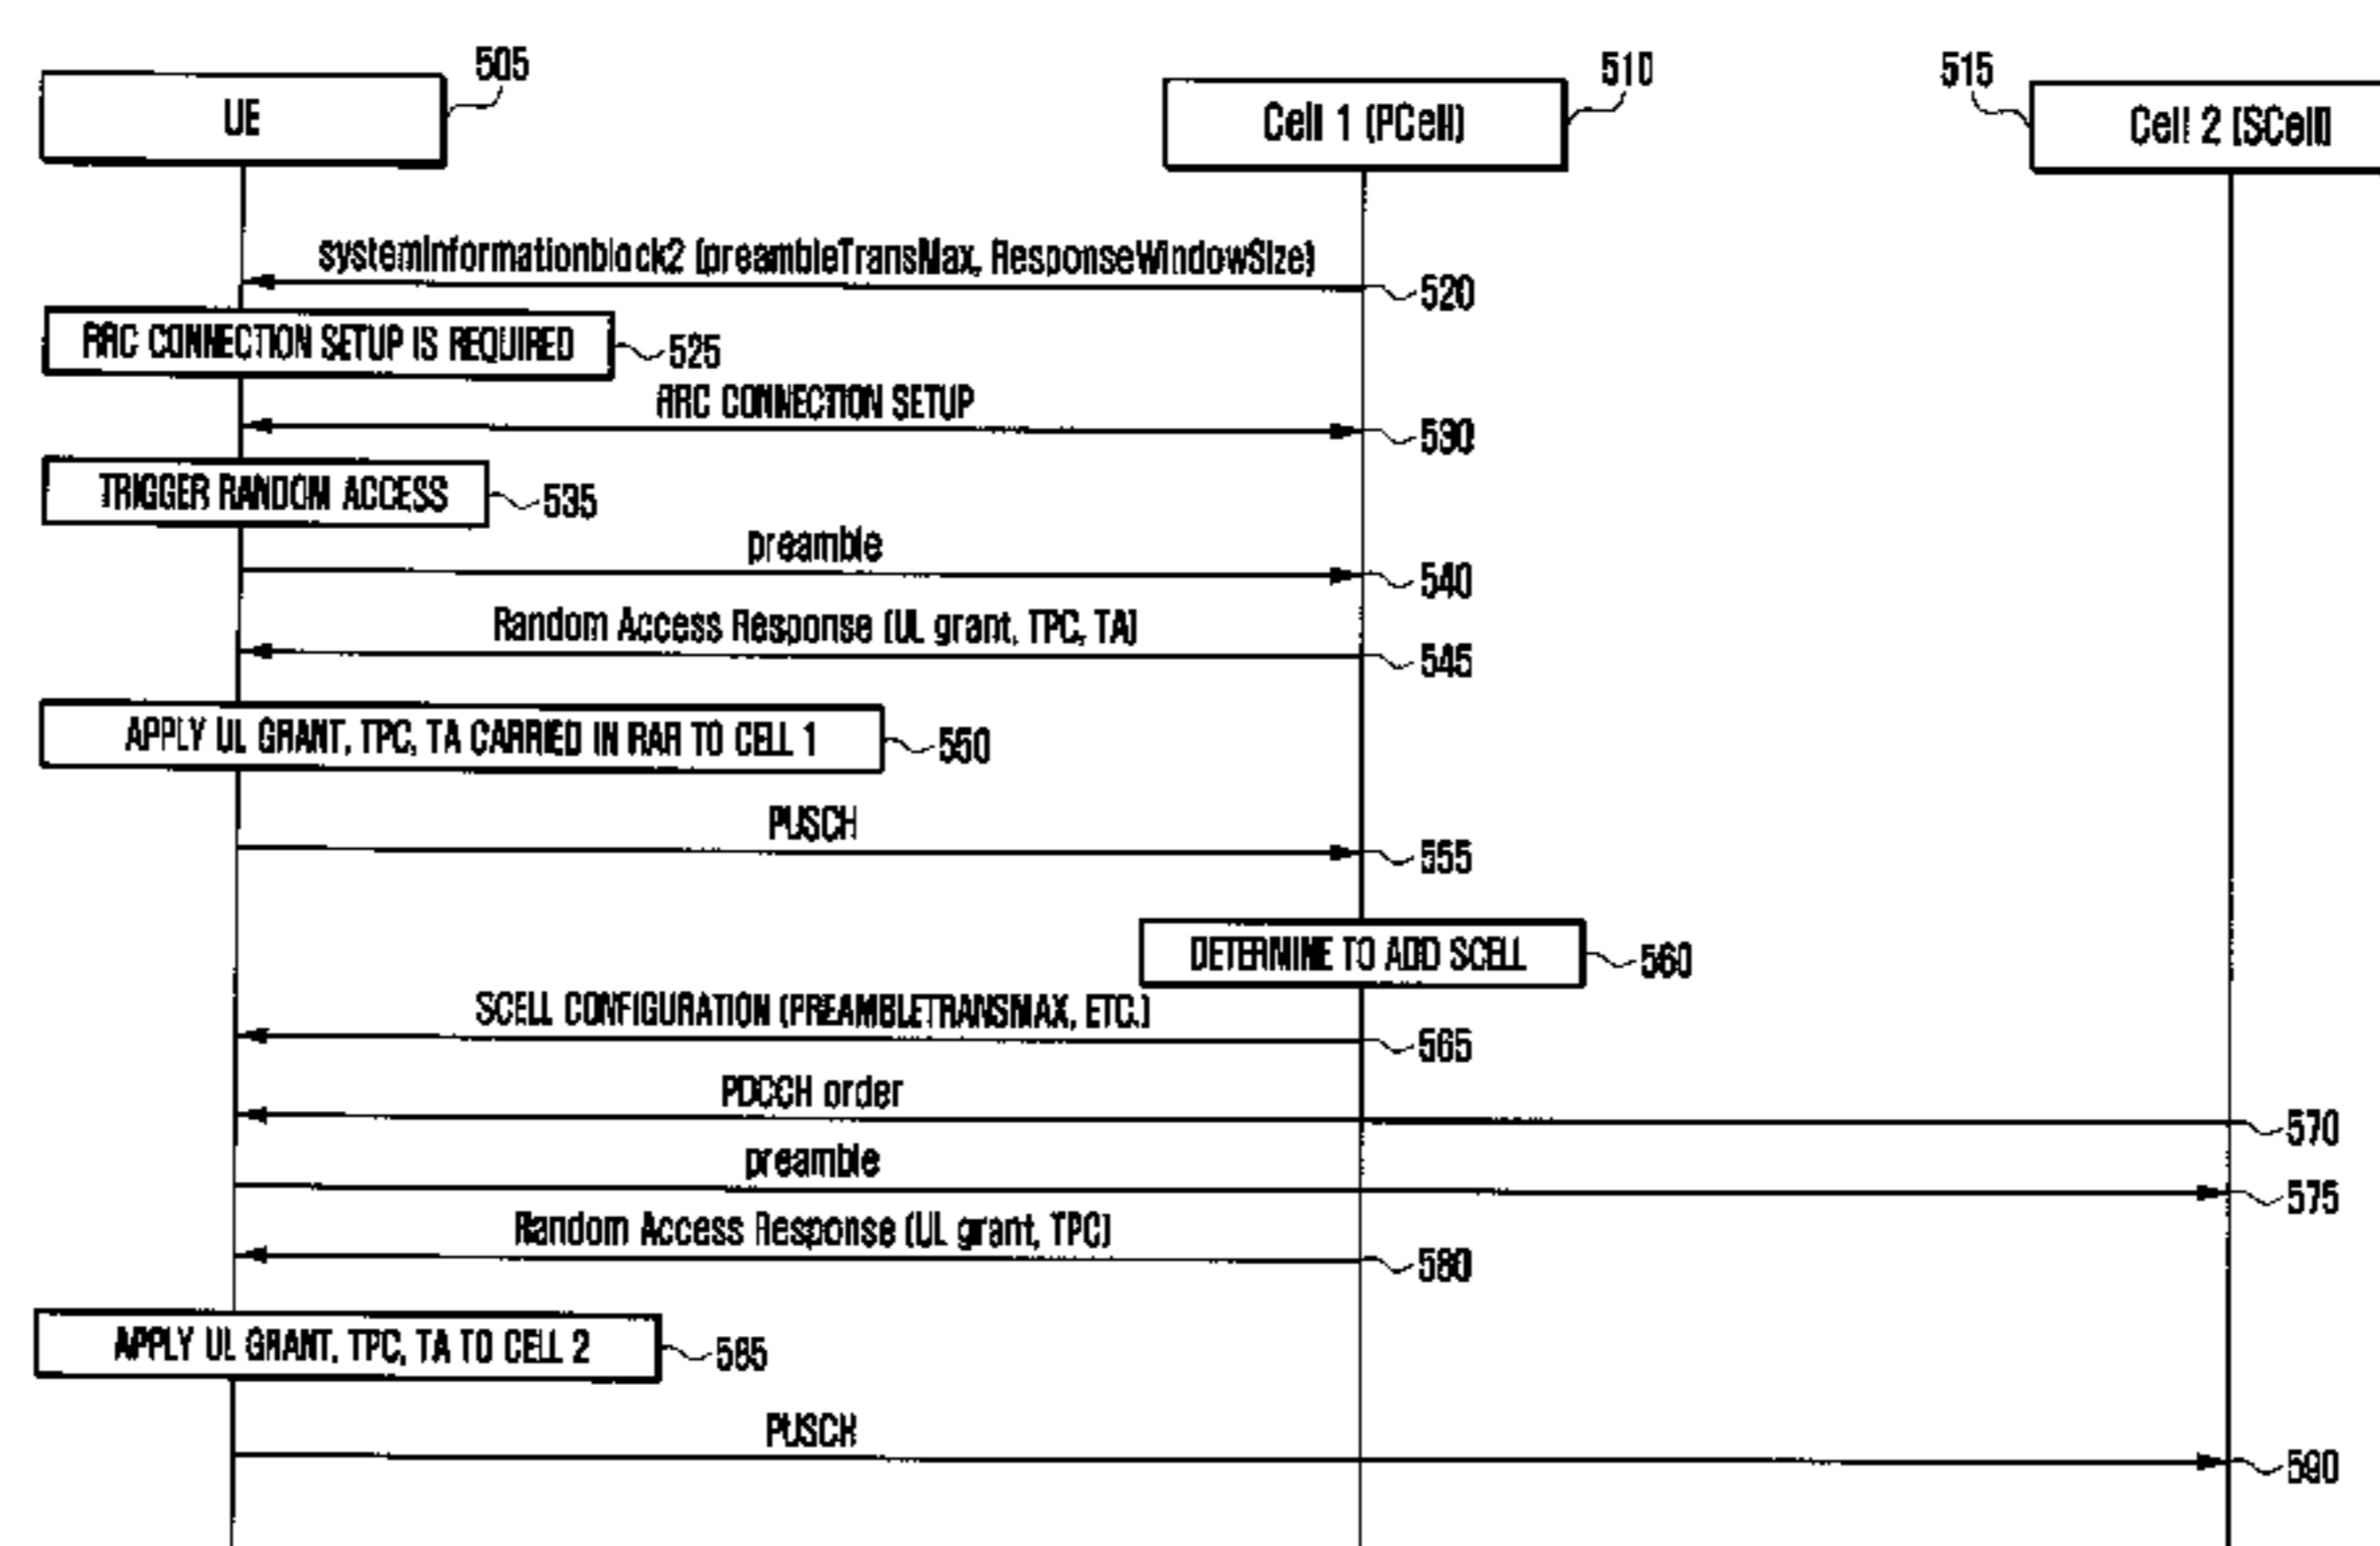 505
UE
510
Cell 1 (PCell)
515
Cell 2 (SCell)
systeminformationblock2 (preambleTransMax, ResponseWindowSize)
520
RRC CONNECTION SETUP IS REQUIRED
525
RRC CONNECTION SETUP
530
TRIGGER RANDOM ACCESS
535
preamble
540
Random Access Response (UL grant, TPC, TA)
545
APPLY UL GRANT, TPC, TA CARRIED IN RAR TO CELL 1
550
PUSCH
555
DETERMINE TO ADD SCELL
560
SCELL CONFIGURATION (PREAMBLETRANSMAX, ETC.)
565
PDCCH order
570
preamble
575
Random Access Response (UL grant, TPC)
580
APPLY UL GRANT, TPC, TA TO CELL 2
585
PUSCH
590